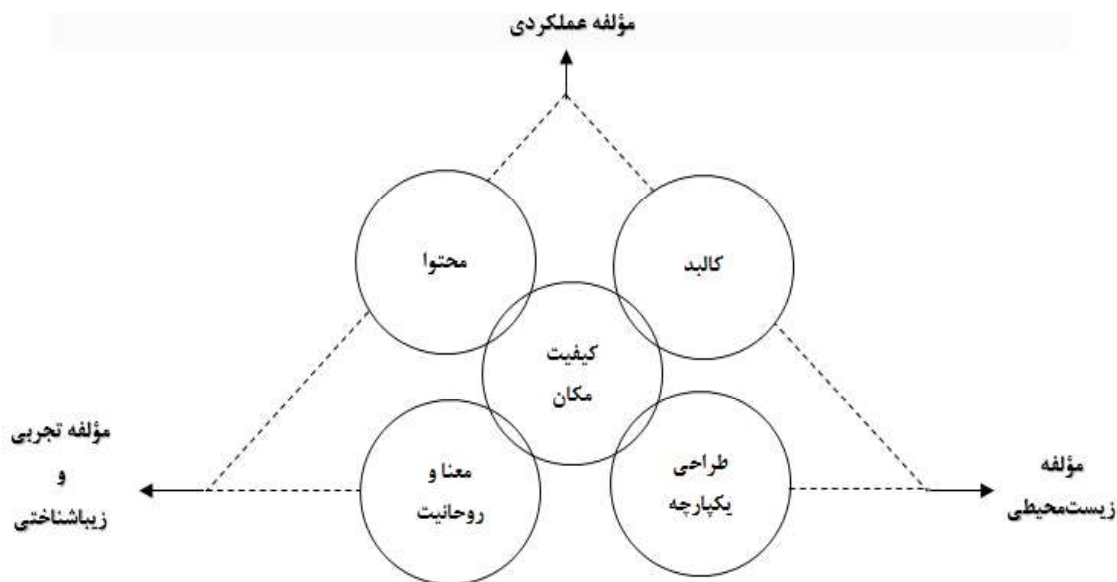 مؤلفه عملکردی
محتوا
کالبد
کیفیت
مکان
مؤلفه تجربی
و
زیباشناختی
معنا و
روحانیت
طراحی
یکپارچه
مؤلفه
زیست‌محیطی